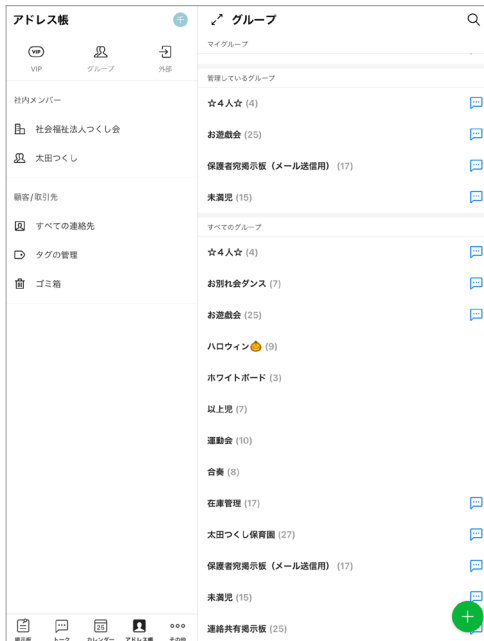 アドレス帳
千
VIP
VIP
グループ
外部
社内メンバー
社会福祉法人つくし会
太田つくし
顧客/取引先
すべての連絡先
タグの管理
ゴミ箱
掲示板
トーク
25
カレンダー
アドレス帳
その他
グループ
マイグループ
管理しているグループ
☆４人☆ (4)
お遊戯会 (25)
保護者宛掲示板（メール送信用） (17)
未満児 (15)
すべてのグループ
☆４人☆ (4)
お別れ会ダンス (7)
お遊戯会 (25)
ハロウィン🎃 (9)
ホワイトボード (3)
以上児 (7)
運動会 (10)
合奏 (8)
在庫管理 (17)
太田つくし保育園 (27)
保護者宛掲示板（メール送信用） (17)
未満児 (15)
連絡共有掲示板 (25)